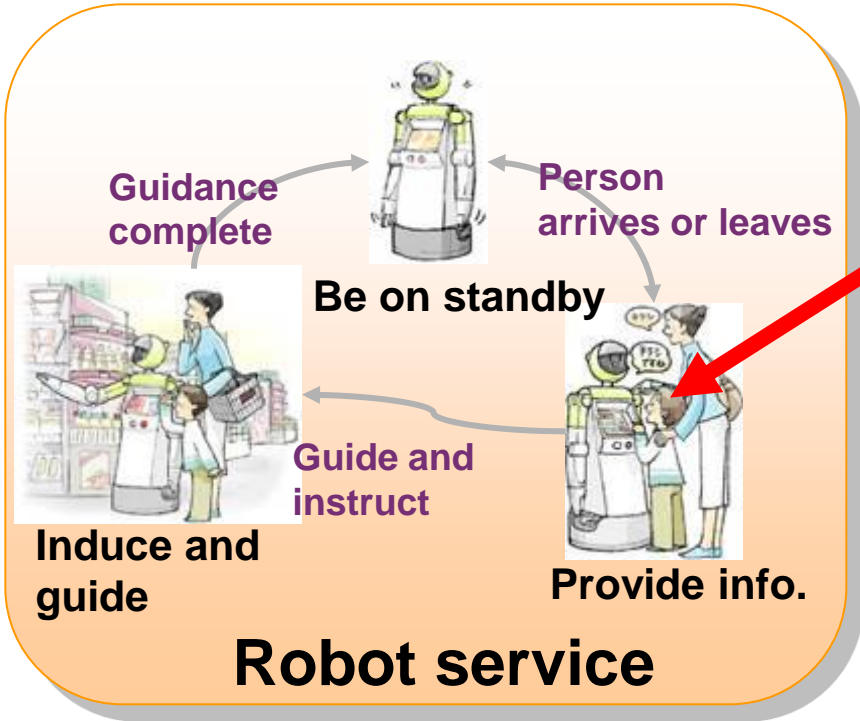 Guidance
complete
Person
arrives or leaves
Be on standby
Guide and
instruct
Induce and
guide
Provide info.
Robot service